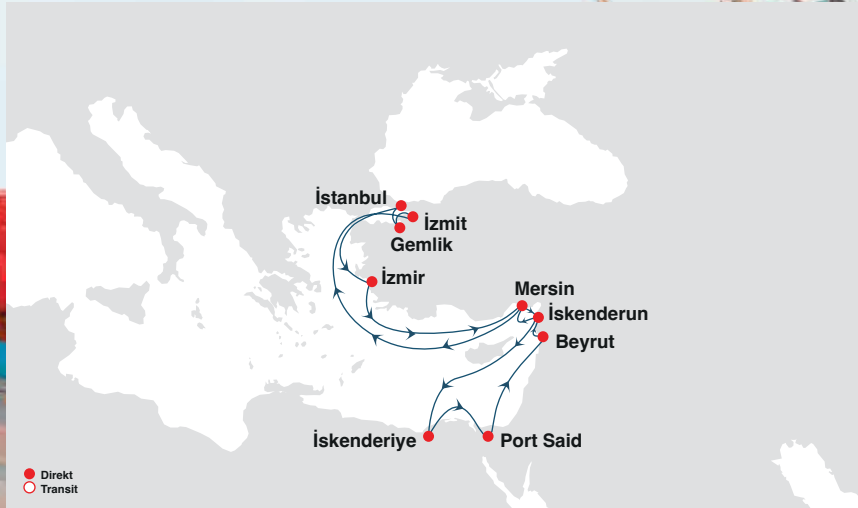 İstanbul
İzmit
Gemlik
İzmir
Mersin
İskenderun
Beyrut
İskenderiye
Port Said
Direkt
Transit